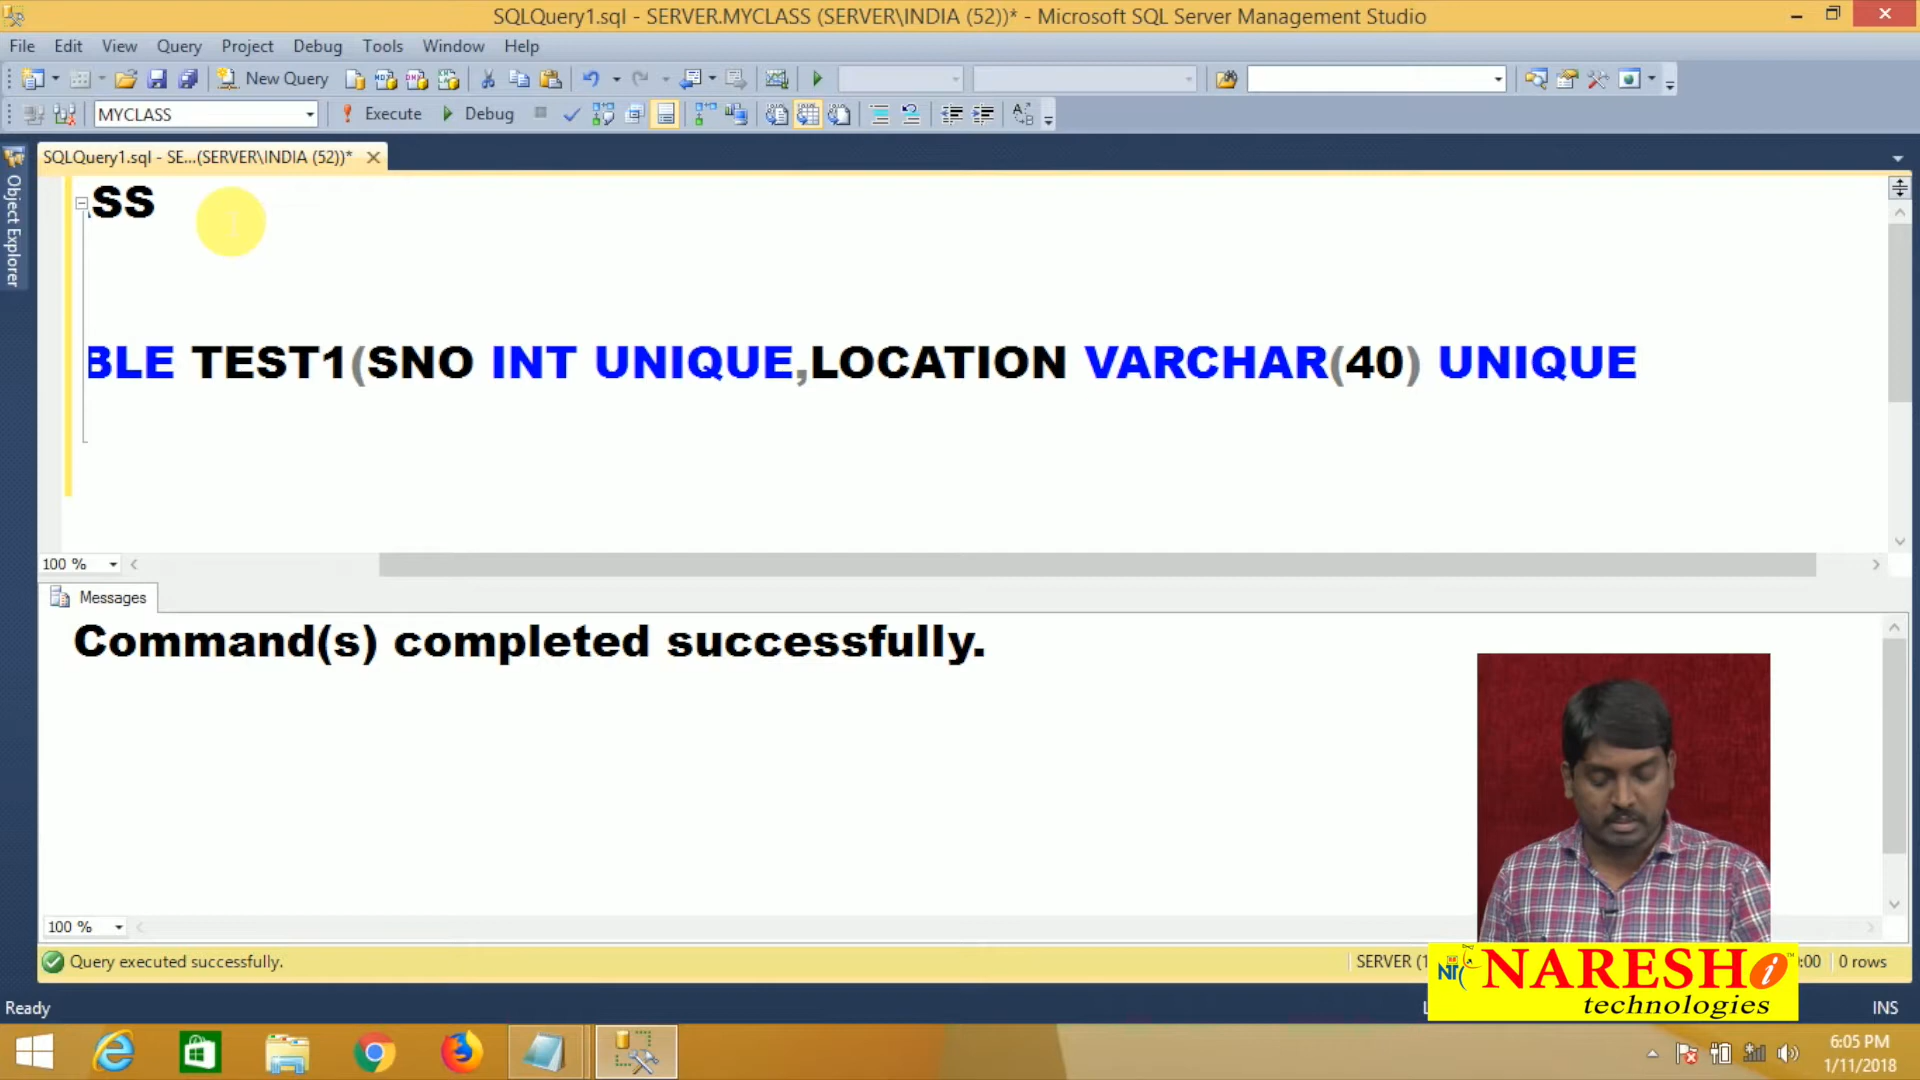 SQLQuery1.sql - SERVER.MYCLASS (SERVER\INDIA (52))* - Microsoft SQL Server Management Studio
File Edit View Query Project Debug Tools Window Help
New Query
MYCLASS Execute Debug
SQLQuery1.sql - SE...(SERVER\INDIA (52))*
Object Explorer
ASS
BLE TEST1(SNO INT UNIQUE,LOCATION VARCHAR(40) UNIQUE
100 %
Messages
Command(s) completed successfully.
100 %
Query executed successfully. SERVER (1 :00 0 rows
NARESH i
technologies
Ready INS
6:05 PM
1/11/2018